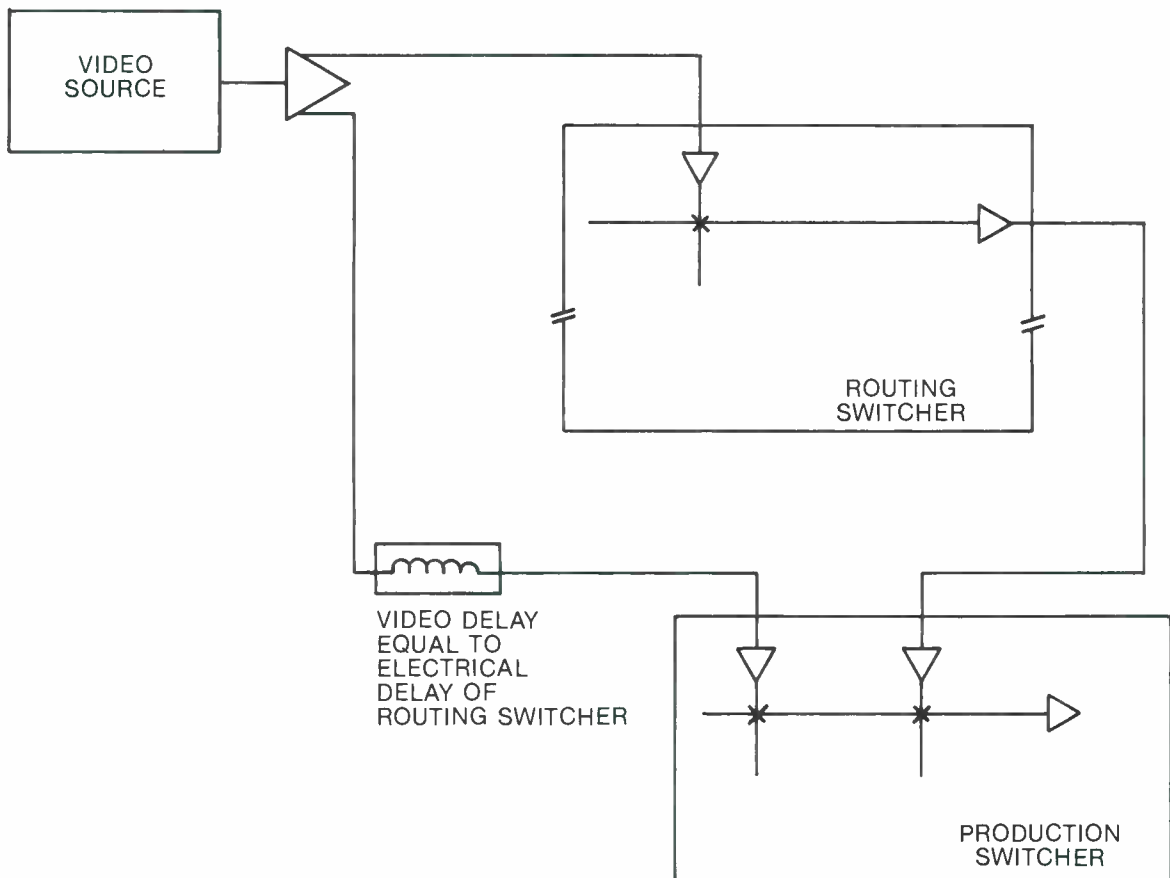 VIDEO
SOURCE
ROUTING
SWITCHER
VIDEO DELAY
EQUAL TO
ELECTRICAL
DELAY OF
ROUTING SWITCHER
PRODUCTION
SWITCHER